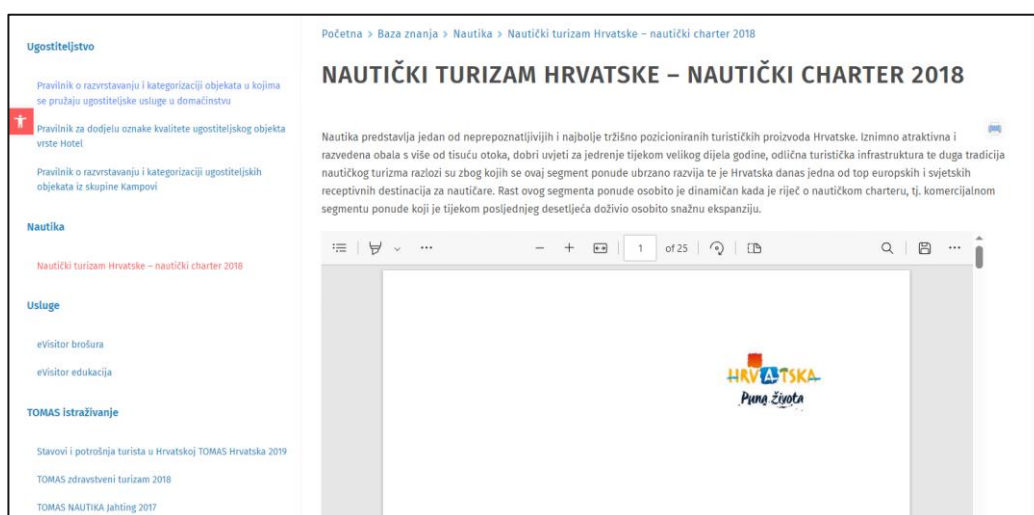 Ugostiteljstvo
Pravilnik o razvrstavanju i kategorizaciji objekata u kojima
se pružaju ugostiteljske usluge u domaćinstvu
Pravilnik za dodjelu oznake kvalitete ugostiteljskog objekta
vrste Hotel
Pravilnik o razvrstavanju i kategorizaciji ugostiteljskih
objekata iz skupine Kampovi
Nautika
Nautički turizam Hrvatske – nautički charter 2018
Usluge
eVisitor brošura
eVisitor edukacija
TOMAS istraživanje
Stavovi i potrošnja turista u Hrvatskoj TOMAS Hrvatska 2019
TOMAS zdravstveni turizam 2018
TOMAS NAUTIKA Jahting 2017
Početna > Baza znanja > Nautika > Nautički turizam Hrvatske – nautički charter 2018
NAUTIČKI TURIZAM HRVATSKE – NAUTIČKI CHARTER 2018
Nautika predstavlja jedan od neprepoznatljivijih i najbolje tržišno pozicioniranih turističkih proizvoda Hrvatske. Iznimno atraktivna i
razvedena obala s više od tisuću otoka, dobri uvjeti za jedrenje tijekom velikog dijela godine, odlična turistička infrastruktura te duga tradicija
nautičkog turizma razlozi su zbog kojih se ovaj segment ponude ubrzano razvija te je Hrvatska danas jedna od top europskih i svjetskih
receptivnih destinacija za nautičare. Rast ovog segmenta ponude osobito je dinamičan kada je riječ o nautičkom charteru, tj. komercijalnom
segmentu ponude koji je tijekom posljednjeg desetljeća doživio osobito snažnu ekspanziju.
1 of 25
HRVATSKA
Puna života